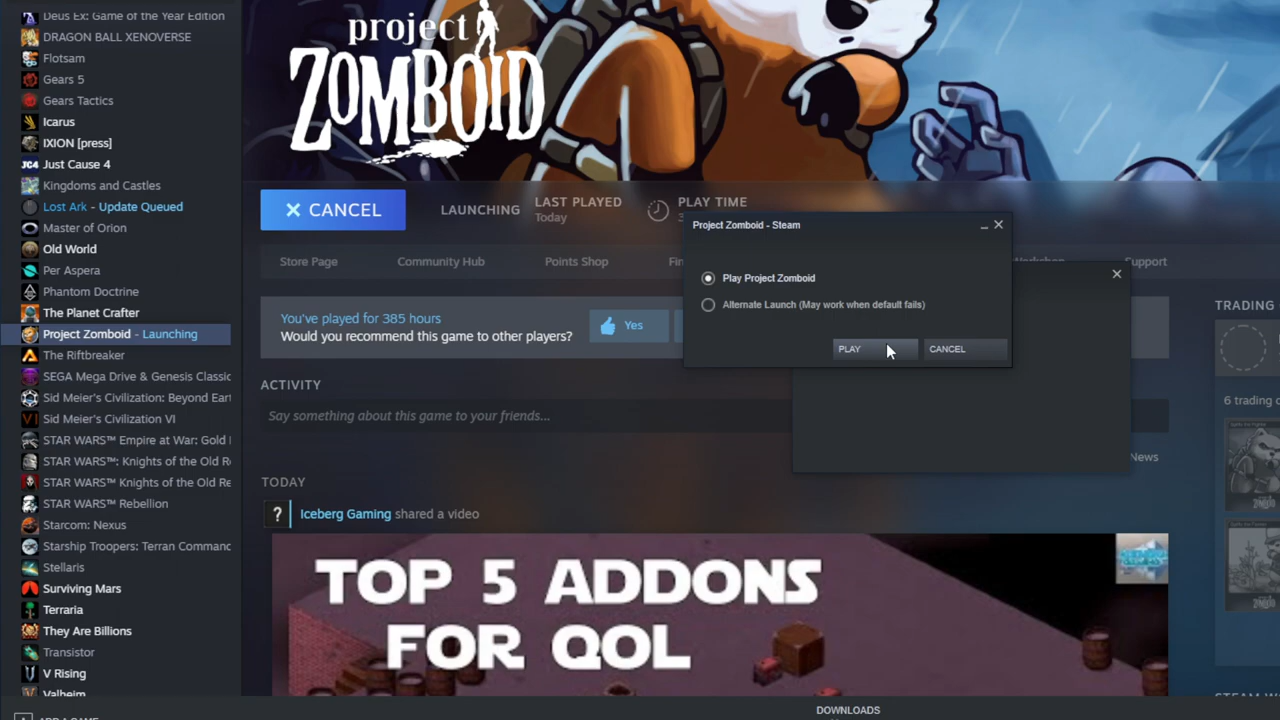 Deus Ex: Game of the Year Edition
DRAGON BALL XENOVERSE
Flotsam
Gears 5
Gears Tactics
Icarus
IXION [press]
JC4 Just Cause 4
Kingdoms and Castles
Lost Ark - Update Queued
Master of Orion
Old World
Per Aspera
Phantom Doctrine
The Planet Crafter
Project Zomboid - Launching
The Riftbreaker
SEGA Mega Drive & Genesis Classic
Sid Meier's Civilization: Beyond Eart
VI Sid Meier's Civilization VI
STAR WARS™ Empire at War: Gold
STAR WARS™: Knights of the Old R
STAR WARS™ Knights of the Old Re
STAR WARS™ Rebellion
Starcom: Nexus
Starship Troopers: Terran Command
Stellaris
Surviving Mars
Terraria
They Are Billions
Transistor
V Rising
Valheim
project
ZOMBOID
CANCEL
LAUNCHING
LAST PLAYED
Today
PLAY TIME
Store Page
Community Hub
Points Shop
Support
Project Zomboid - Steam
Play Project Zomboid
Alternate Launch (May work when default fails)
PLAY
CANCEL
You've played for 385 hours
Would you recommend this game to other players?
Yes
ACTIVITY
Say something about this game to your friends...
News
TODAY
? Iceberg Gaming shared a video
TOP 5 ADDONS
FOR QOL
TRADING
6 trading
DOWNLOADS